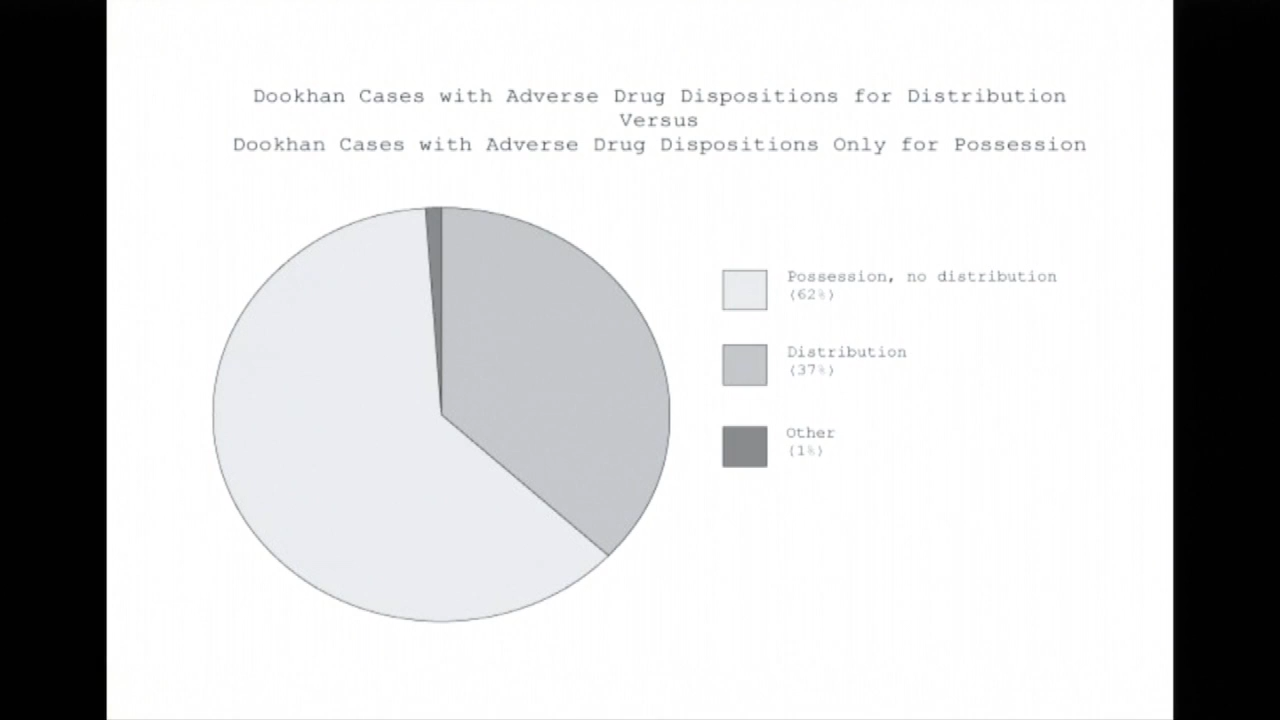 Dookhan Cases with Adverse Drug Dispositions for Distribution
Versus
Dookhan Cases with Adverse Drug Dispositions Only for Possession
Possession, no distribution
(62%)
Distribution
(37%)
Other
(1%)